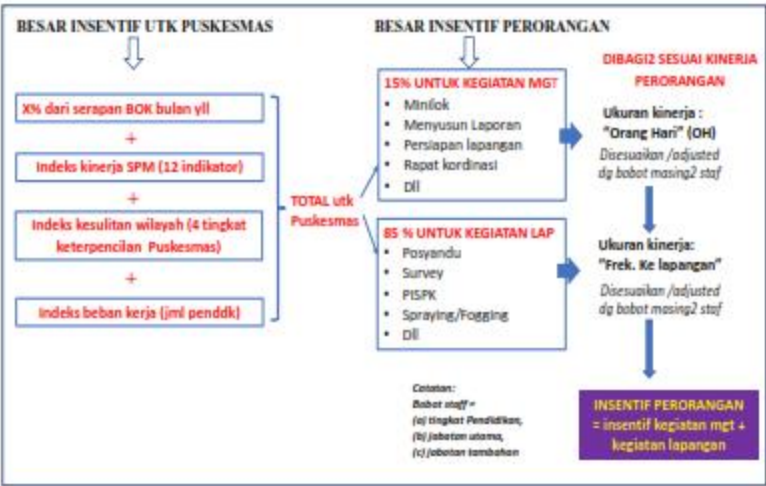 BESAR INSENTIF UTK PUSKESMAS
X% dari serapan BOK bulan yll
+
Indeks kinerja SPM (12 indikator)
+
Indeks kesulitan wilayah (4 tingkat
keterpencilan Puskesmas)
+
Indeks beban kerja (jml penddk)
TOTAL utk
Puskesmas
BESAR INSENTIF PERORANGAN
15% UNTUK KEGIATAN MGT
• Minilok
• Menyusun Laporan
• Persiapan lapangan
• Rapat kordinasi
• Dll
85 % UNTUK KEGIATAN LAP
• Posyandu
• Survey
• PISPK
• Spraying/Fogging
• Dll
DIBAGI2 SESUAI KINERJA
PERORANGAN
Ukuran kinerja :
"Orang Hari" (OH)
Disesuaikan /adjusted
dg bobot masing2 staf
Ukuran kinerja:
"Frek. Ke lapangan"
Disesuaikan /adjusted
dg bobot masing2 staf
INSENTIF PERORANGAN
= insentif kegiatan mgt +
kegiatan lapangan
Catatan:
Bobot staff =
(a) tingkat Pendidikan,
(b) jabatan utama,
(c) jabatan tambahan